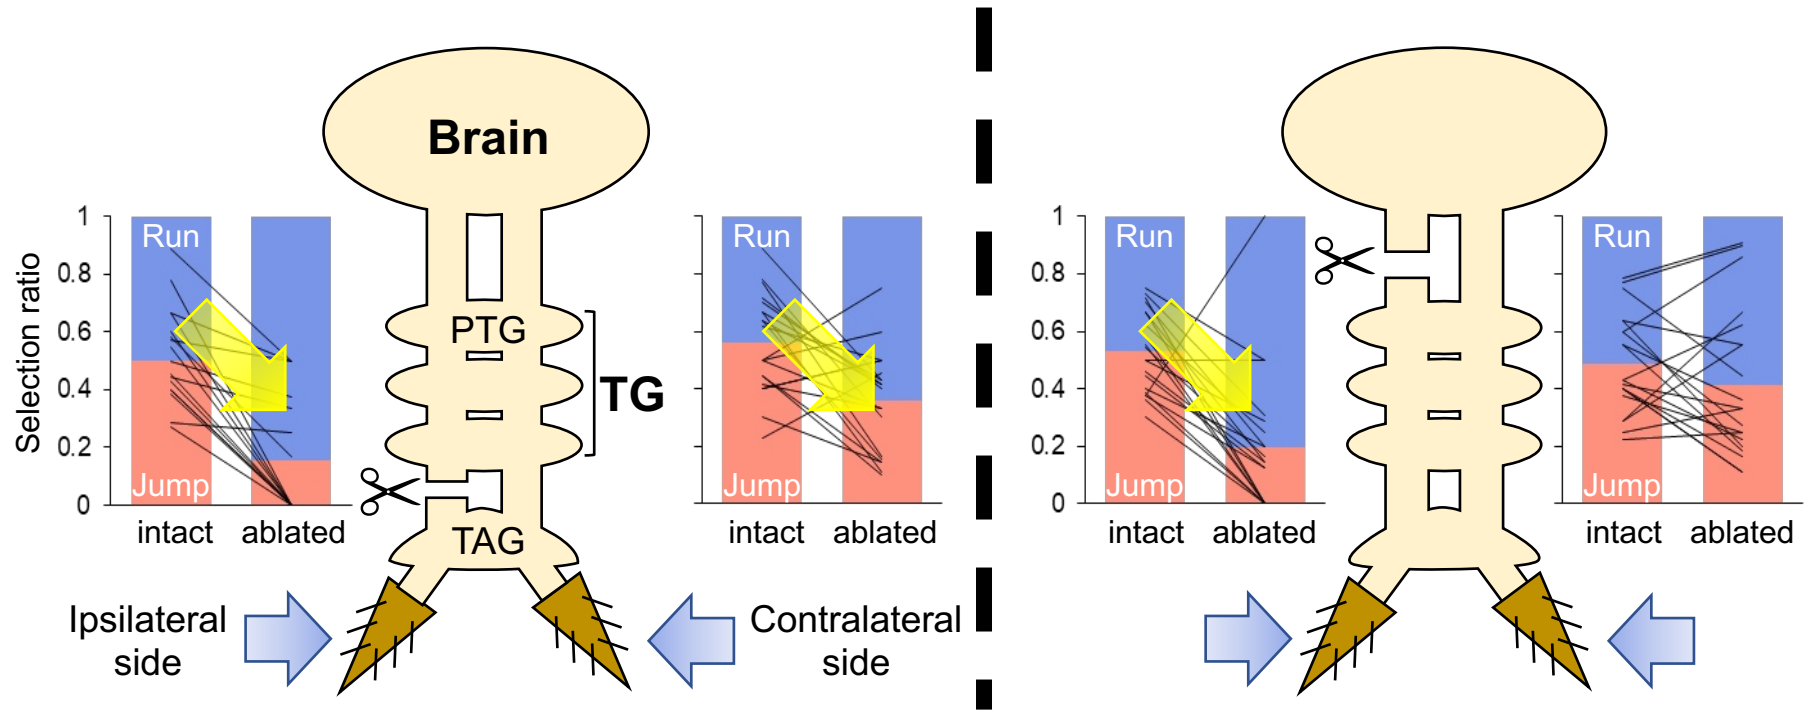 Brain
PTG
TG
TAG
Selection ratio
1
0.8
0.6
0.4
0.2
0
Run
Jump
intact ablated
Run
Jump
intact ablated
Ipsilateral
side
Contralateral
side
1
0.8
0.6
0.4
0.2
0
Run
Jump
intact ablated
Run
Jump
intact ablated